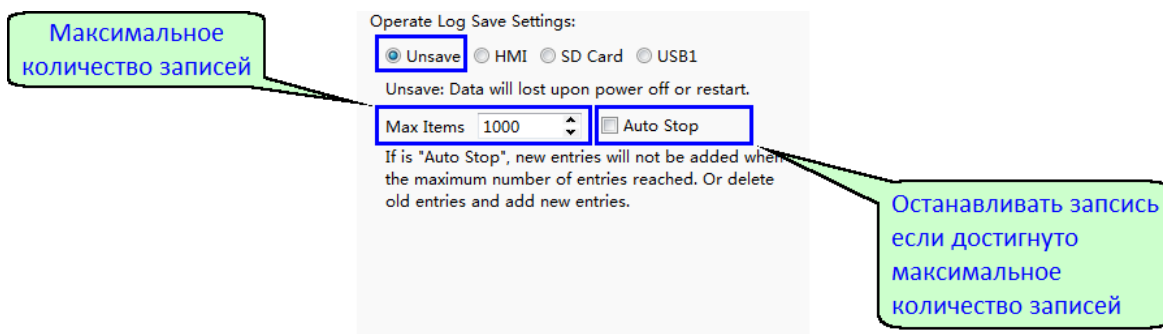 Максимальное
количество записей
Operate Log Save Settings:
Unsave HMI SD Card USB1
Unsave: Data will lost upon power off or restart.
Max Items 1000 Auto Stop
If is "Auto Stop", new entries will not be added when
the maximum number of entries reached. Or delete
old entries and add new entries.
Останавливать запсись
если достигнуто
максимальное
количество записей